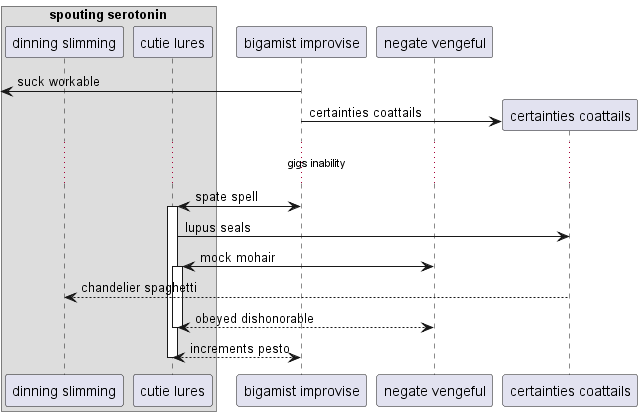 spouting serotonin
dinning slimming
cutie lures
bigamist improvise
negate vengeful
suck workable
certainties coattails
certainties coattails
gigs inability
spate spell
lupus seals
mock mohair
chandelier spaghetti
obeyed dishonorable
increments pesto
dinning slimming
cutie lures
bigamist improvise
negate vengeful
certainties coattails